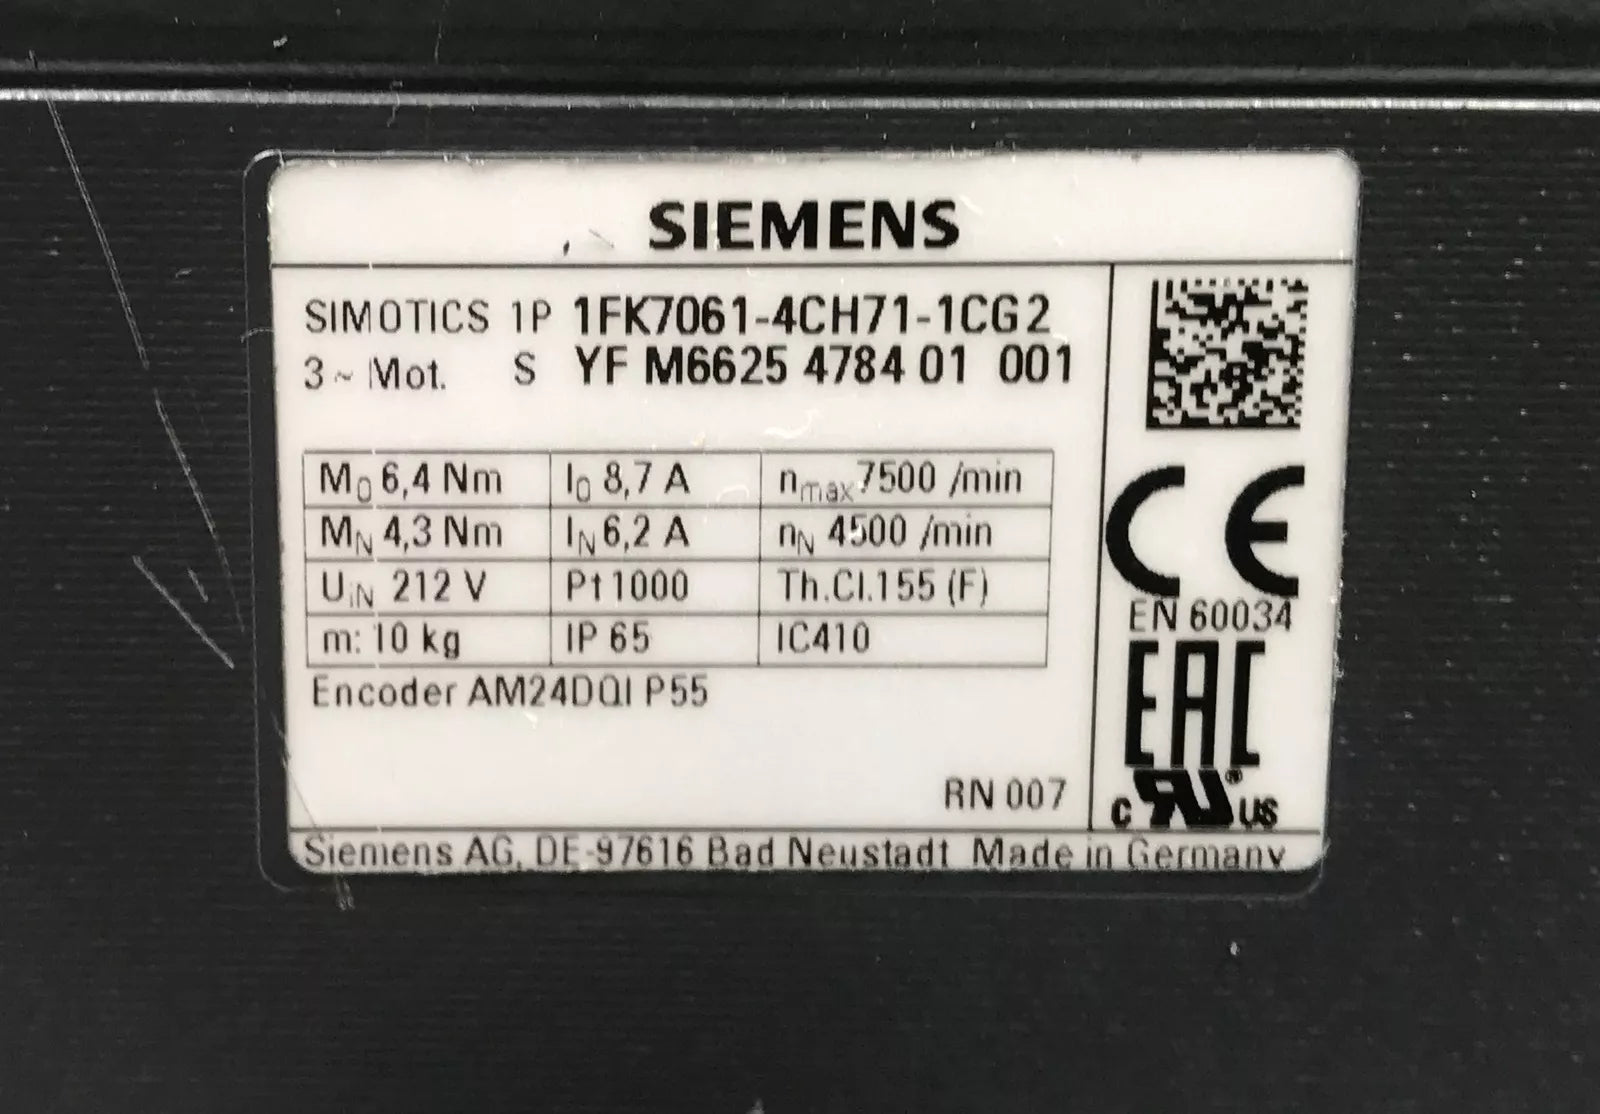 SIEMENS
SIMOTICS 1P 1FK7061-4CH71-1CG2
3 ~ Mot. S YF M6625 4784 01 001
M0 6,4 Nm I0 8,7 A nmax 7500 /min
MN 4,3 Nm IN 6,2 A nN 4500 /min
UiN 212 V Pt1000 Th.Cl.155 (F)
m: 10 kg IP 65 IC410
Encoder AM24DQI P55
RN 007
CE
EN 60034
EAC
c RU ® US
Siemens AG, DE-97616 Bad Neustadt Made in Germany